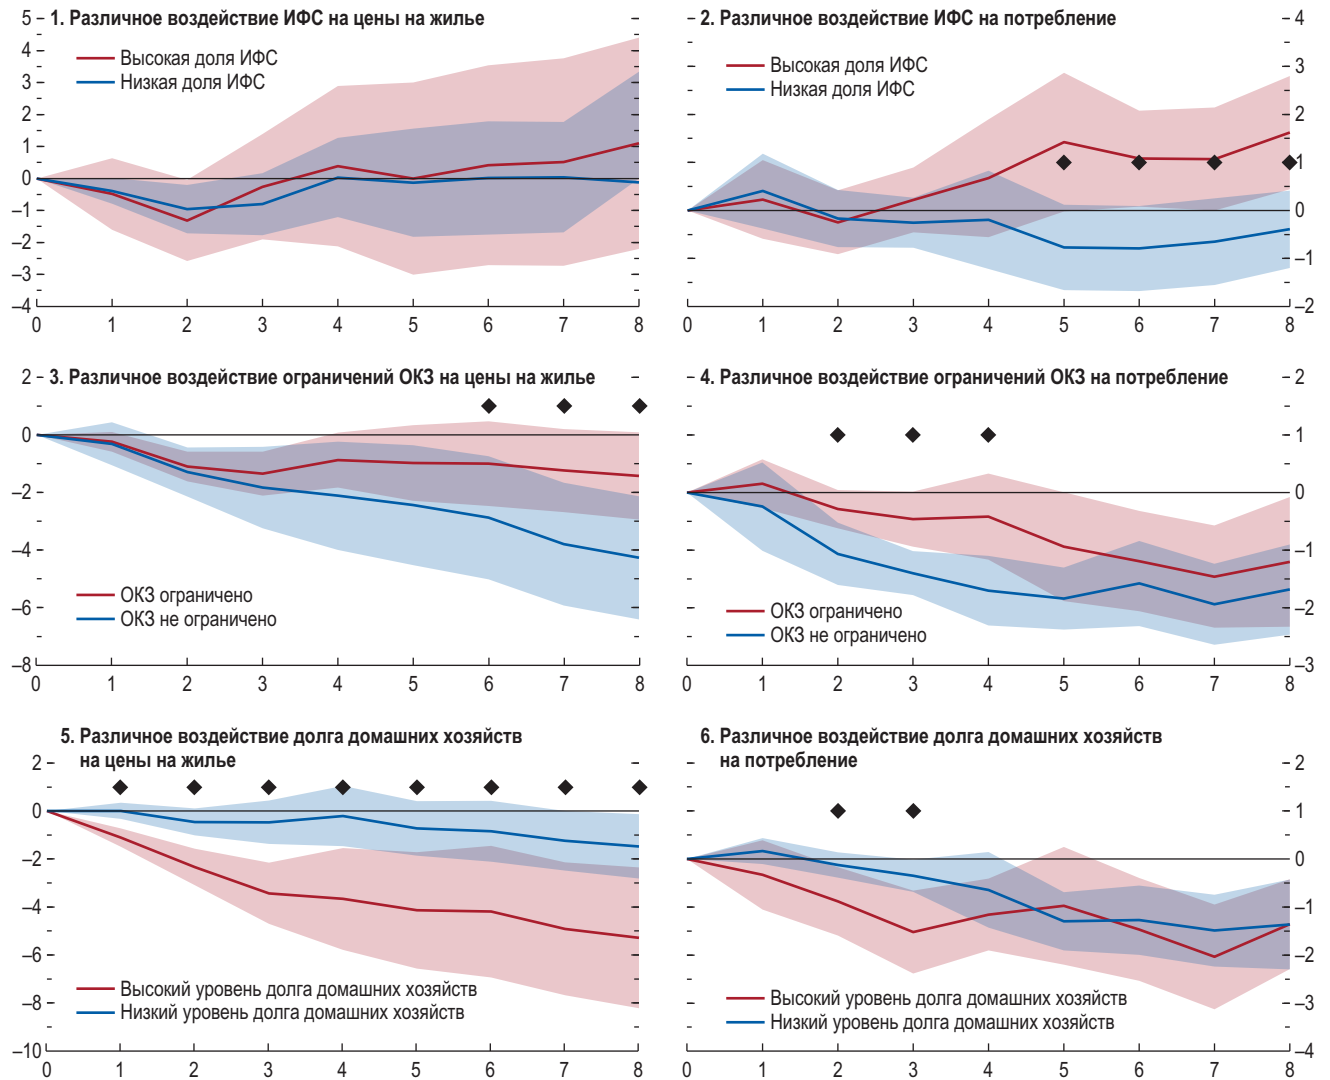 1. Различное воздействие ИФС на цены на жилье
5
4
3
2
1
0
–1
–2
–3
–4
Высокая доля ИФС
Низкая доля ИФС
0 1 2 3 4 5 6 7 8
2. Различное воздействие ИФС на потребление
4
3
2
1
0
–1
–2
Высокая доля ИФС
Низкая доля ИФС
0 1 2 3 4 5 6 7 8
3. Различное воздействие ограничений ОКЗ на цены на жилье
2
0
–2
–4
–6
–8
ОКЗ ограничено
ОКЗ не ограничено
0 1 2 3 4 5 6 7 8
4. Различное воздействие ограничений ОКЗ на потребление
2
1
0
–1
–2
–3
ОКЗ ограничено
ОКЗ не ограничено
0 1 2 3 4 5 6 7 8
5. Различное воздействие долга домашних хозяйств
на цены на жилье
2
0
–2
–4
–6
–8
–10
Высокий уровень долга домашних хозяйств
Низкий уровень долга домашних хозяйств
0 1 2 3 4 5 6 7 8
6. Различное воздействие долга домашних хозяйств
на потребление
2
1
0
–1
–2
–3
–4
Высокий уровень долга домашних хозяйств
Низкий уровень долга домашних хозяйств
0 1 2 3 4 5 6 7 8